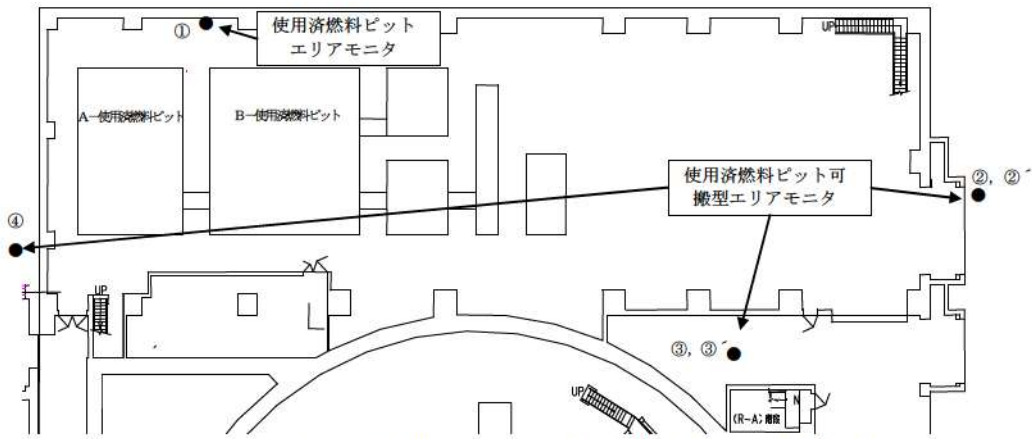 ①
使用済燃料ピット
エリアモニタ
UP
A－使用済燃料ピット
B－使用済燃料ピット
使用済燃料ピット可
搬型エリアモニタ
②, ②´
④
UP
③, ③´
UP
N
(R-A)階段